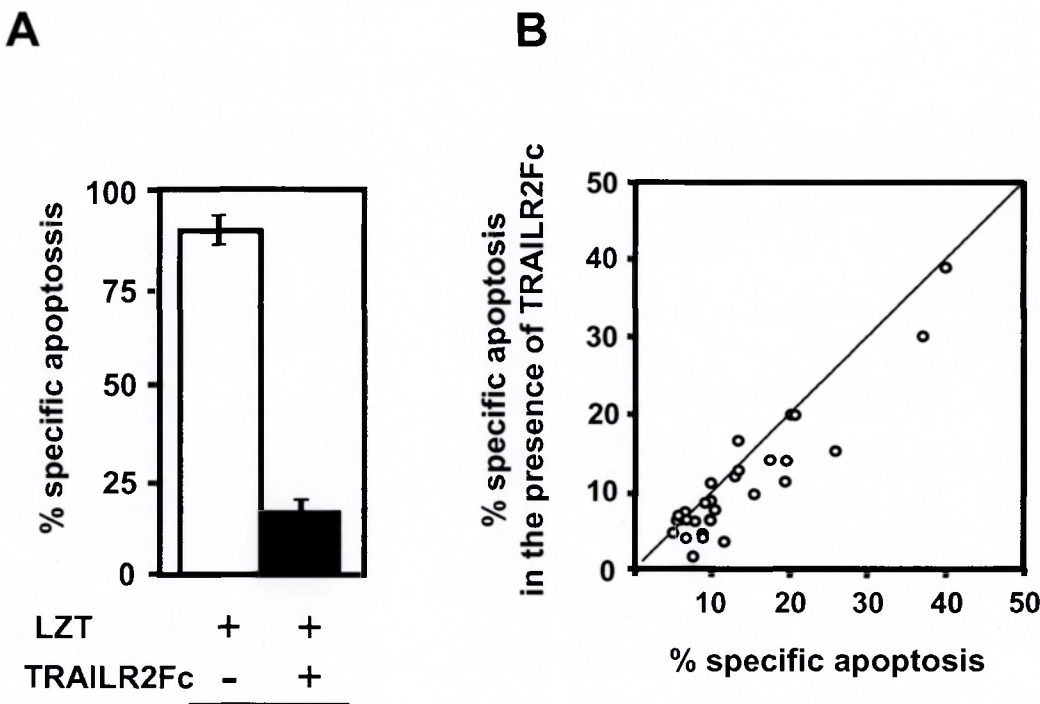 A
B
% specific apoptossis
100
75
50
25
0
LZT + +
TRAILR2Fc - +
% specific apoptosis
in the presence of TRAILR2Fc
50
40
30
20
10
0
10 20 30 40 50
% specific apoptosis